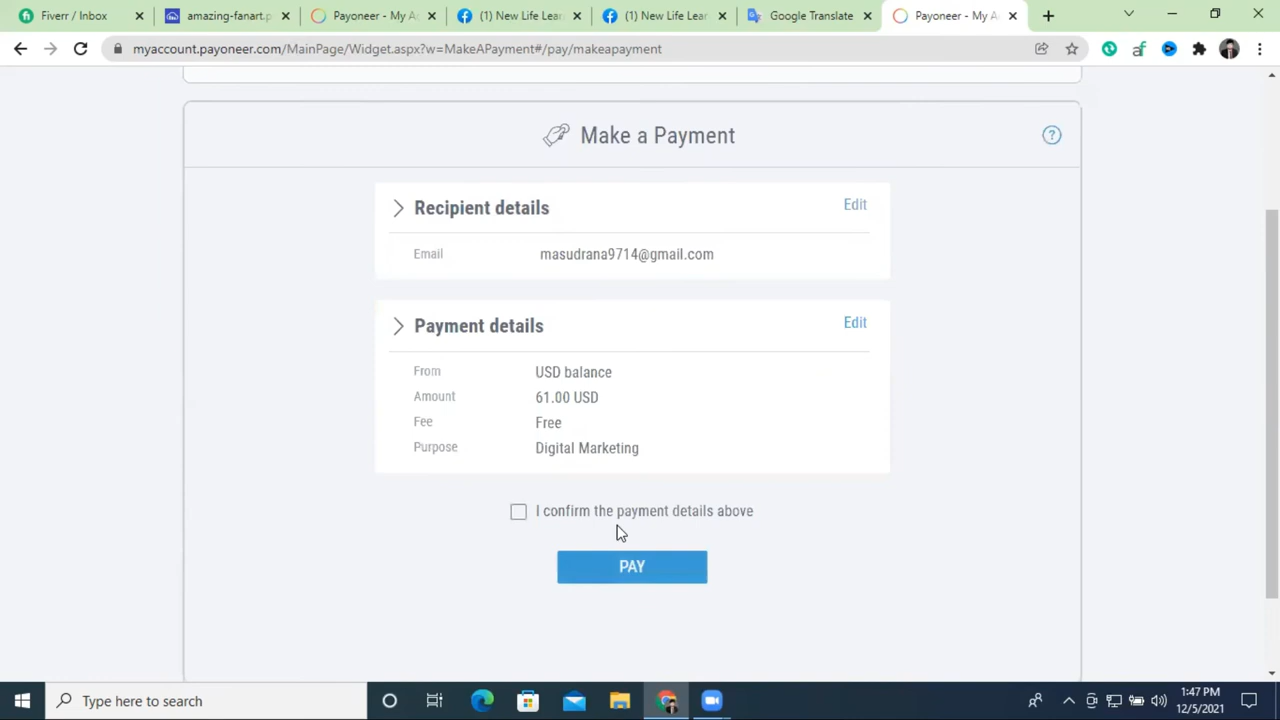 Fiverr / Inbox
amazing-fanart.p
Payoneer - My A
(1) New Life Lear
(1) New Life Lear
Google Translate
Payoneer - My A
myaccount.payoneer.com/MainPage/Widget.aspx?w=MakeAPayment#/pay/makeapayment
af
Make a Payment
?
Recipient details
Edit
Email
masudrana9714@gmail.com
Payment details
Edit
From
USD balance
Amount
61.00 USD
Fee
Free
Purpose
Digital Marketing
I confirm the payment details above
PAY
Type here to search
1:47 PM
12/5/2021